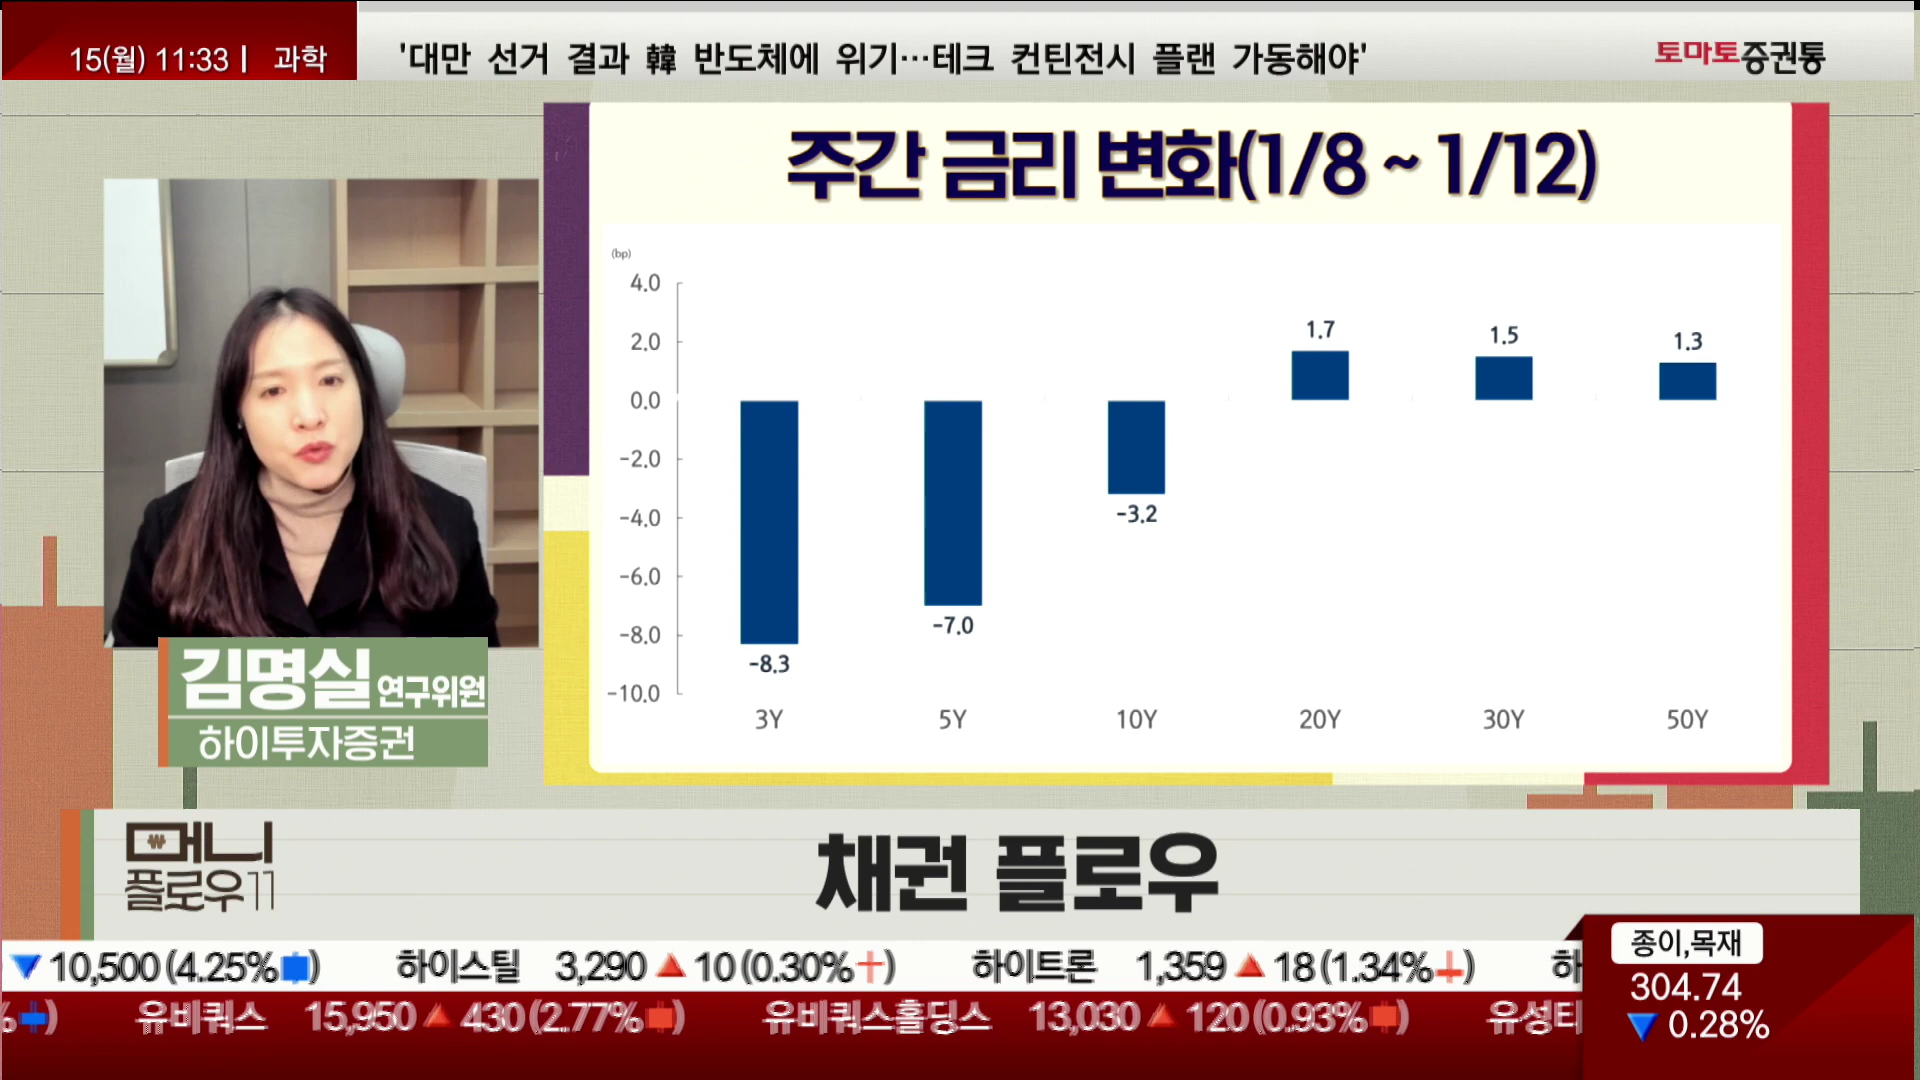 15(월) 11:33 | 과학
'대만 선거 결과 韓 반도체에 위기…테크 컨틴전시 플랜 가동해야'
토마토증권통
주간 금리 변화(1/8 ~ 1/12)
(bp)
4.0
2.0
0.0
-2.0
-4.0
-6.0
-8.0
-10.0
-8.3
-7.0
-3.2
1.7
1.5
1.3
3Y 5Y 10Y 20Y 30Y 50Y
김명실 연구위원
하이투자증권
머니
플로우11
채권 플로우
▼ 10,500 (4.25% ) 하이스틸 3,290 ▲ 10 (0.30% ) 하이트론 1,359 ▲ 18 (1.34% ) 하
% ) 유비쿼스 15,950 ▲ 430 (2.77% ) 유비쿼스홀딩스 13,030 ▲ 120 (0.93% ) 유성티
종이,목재
304.74
▼ 0.28%